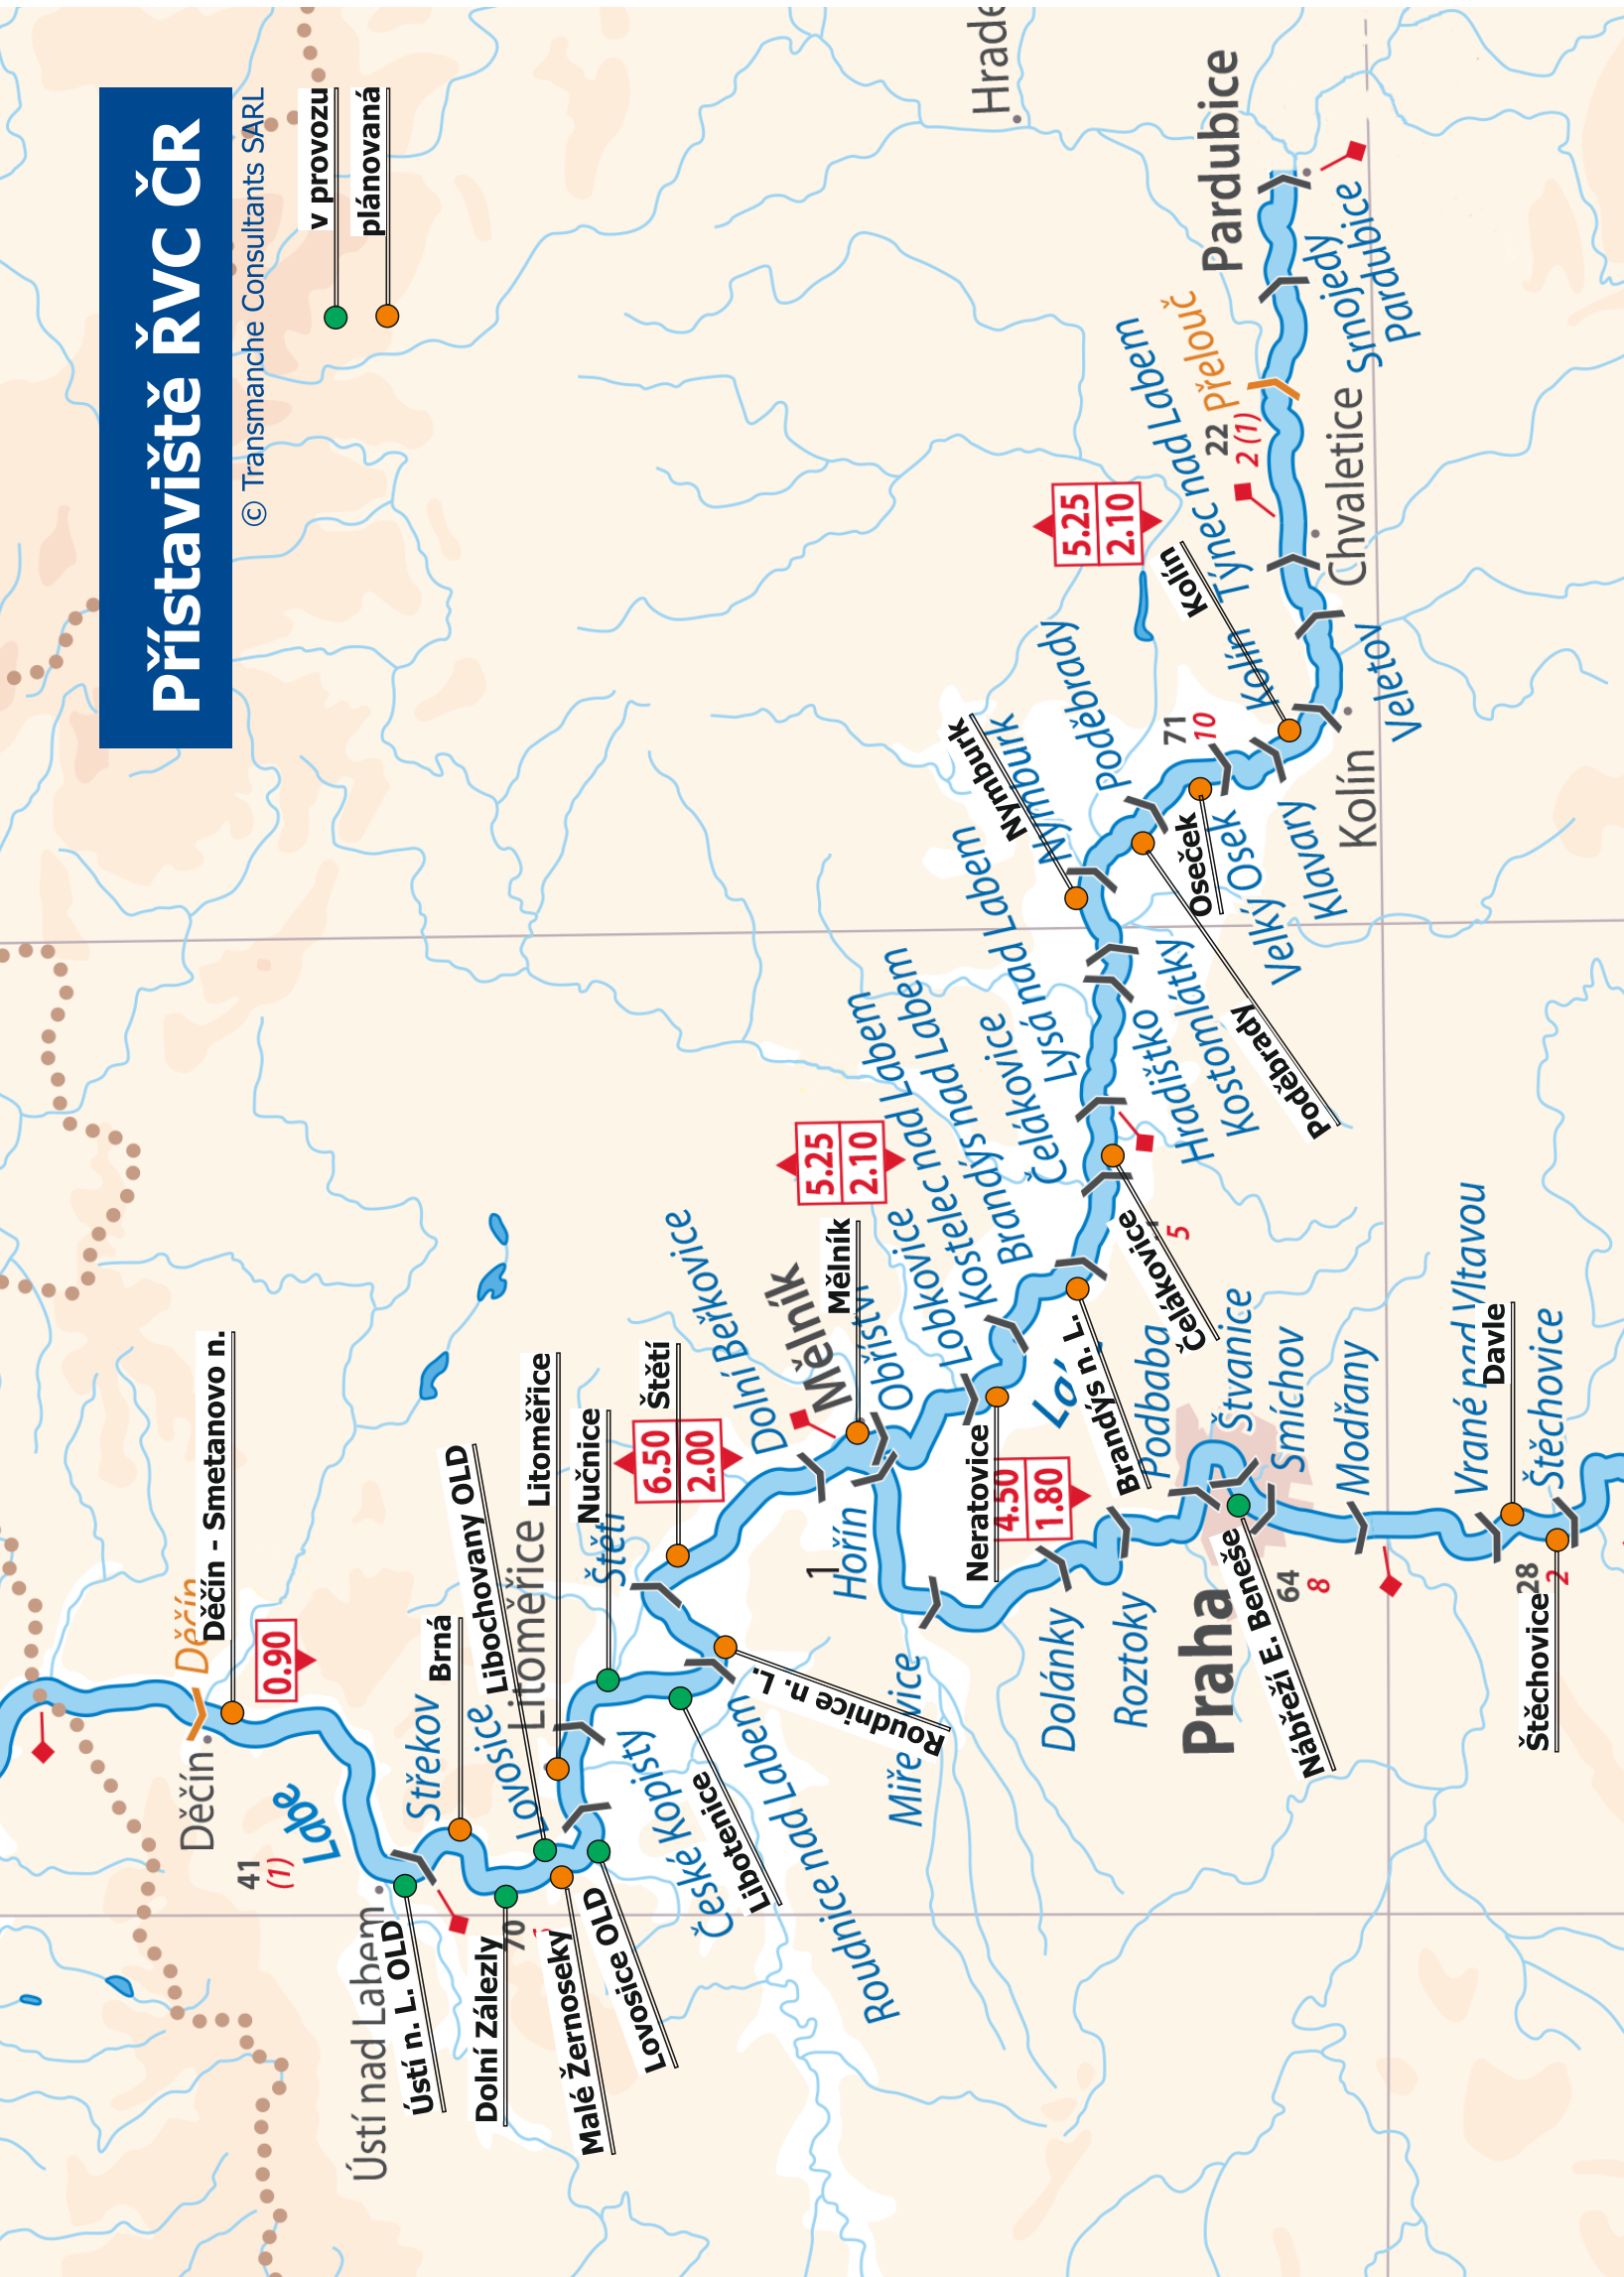 Přístaviště ŘVC ČR
© Transmanche Consultants SARL
v provozu
plánovaná
Hrade
Pardubice
Přelouč
Srnojedy
Pardubice
Týnec nad Labem
22
2 (1)
Chvaletice
5.25
2.10
Kolín
Kolín
Veletov
Kolín
71
10
Poděbrady
Nymburk
Nymburk
Oseček
Velký Osek
Klavary
Poděbrady
Lysá nad Labem
Kostomlátky
Hradištko
Čelákovice
Čelákovice
5
Brandýs nad Labem
Kostelec nad Labem
Lobkovice
Brandýs n. L.
5.25
2.10
Obříství
Mělník
Mělník
Dolní Beřkovice
Neratovice
4.50
1.80
Hořín
1
Štětí
Štětí
6.50
2.00
Nučnice
Litoměřice
Litoměřice
Libochovany OLD
Lovosice
Brná
Střekov
Děčín - Smetanovo n.
Děčín
Děčín
0.90
Labe
41
(1)
Ústí nad Labem
Ústí n. L. OLD
Dolní Zálezly
70
Malé Žernoseky
Lovosice OLD
České Kopisty
Libotenice
Roudnice nad Labem
Roudnice n. L.
Miře vice
Dolánky
Roztoky
Podbaba
Praha
Štvanice
Smíchov
Nábřeží E. Beneše
64
8
Modřany
Vrané nad Vltavou
Davle
Štěchovice
Štěchovice
28
2